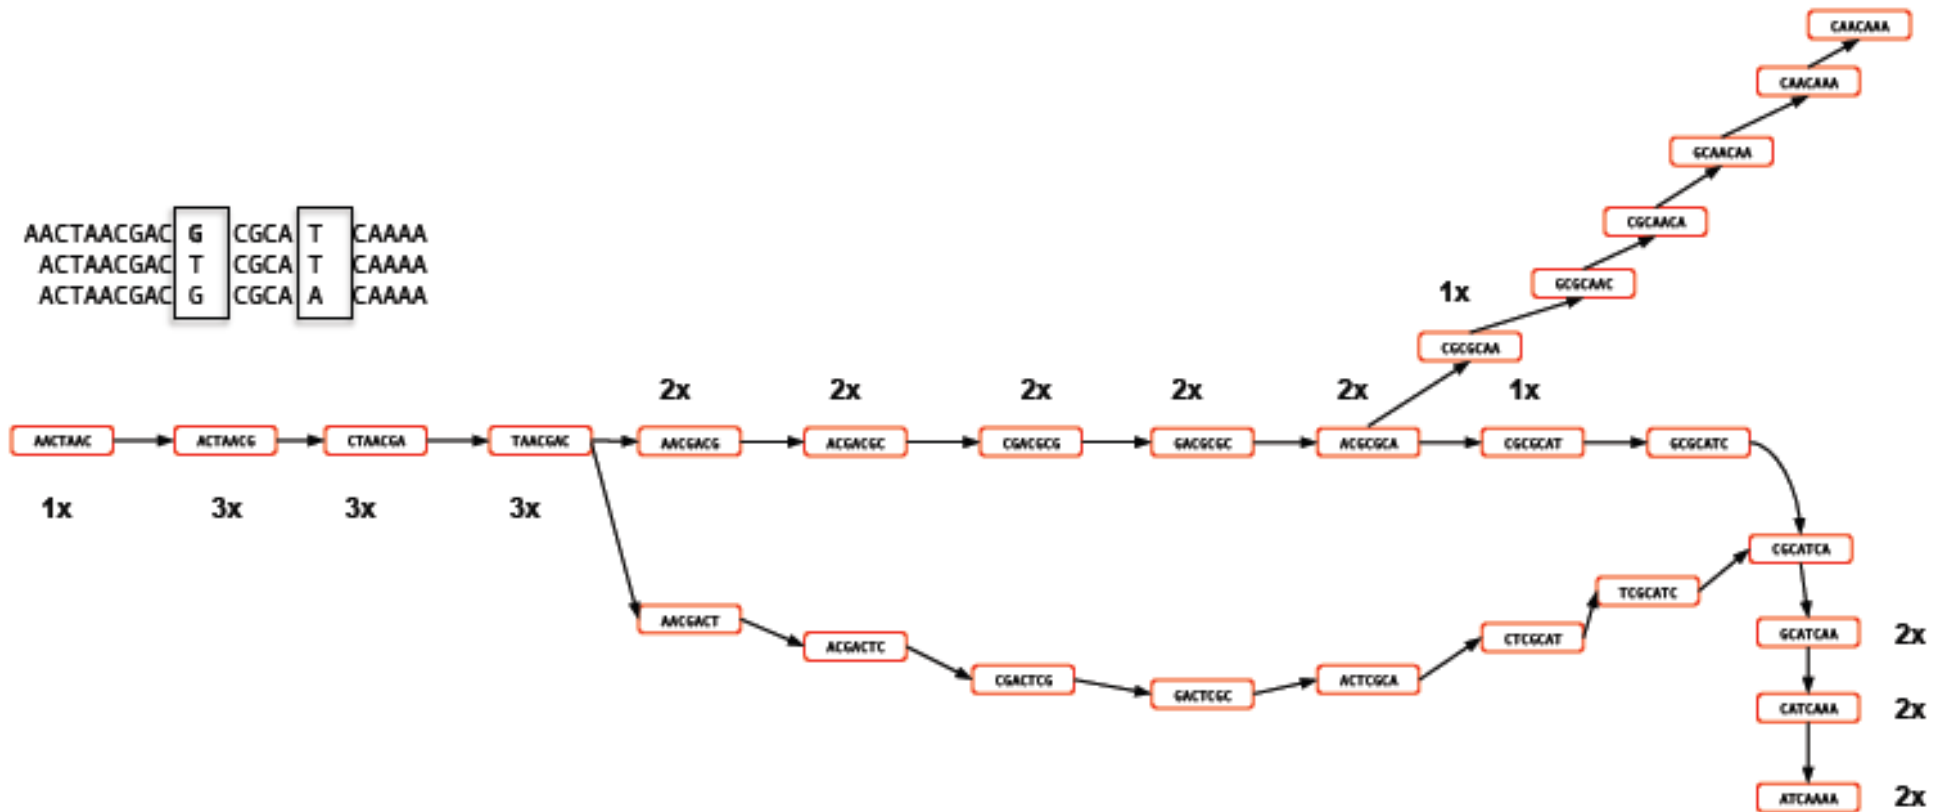 CAACAAA
CAACAAA
GCAACAA
CGCAACA
GCGCAAC
1x
CGCGCAA
AACTAACGAC G CGCA T CAAAA
ACTAACGAC T CGCA T CAAAA
ACTAACGAC G CGCA A CAAAA
2x 2x 2x 2x 2x 1x
AACTAAC ACTAACG CTAACGA TAACGAC AACGACG ACGACGC CGACGCG GACGCGC ACGCGCA CGCGCAT GCGCATC
1x 3x 3x 3x
CGCATCA
AACGACT ACGACTC CGACTCG GACTCGC ACTCGCA CTCGCAT TCGCATC
GCATCAA 2x
CATCAAA 2x
ATCAAAA 2x